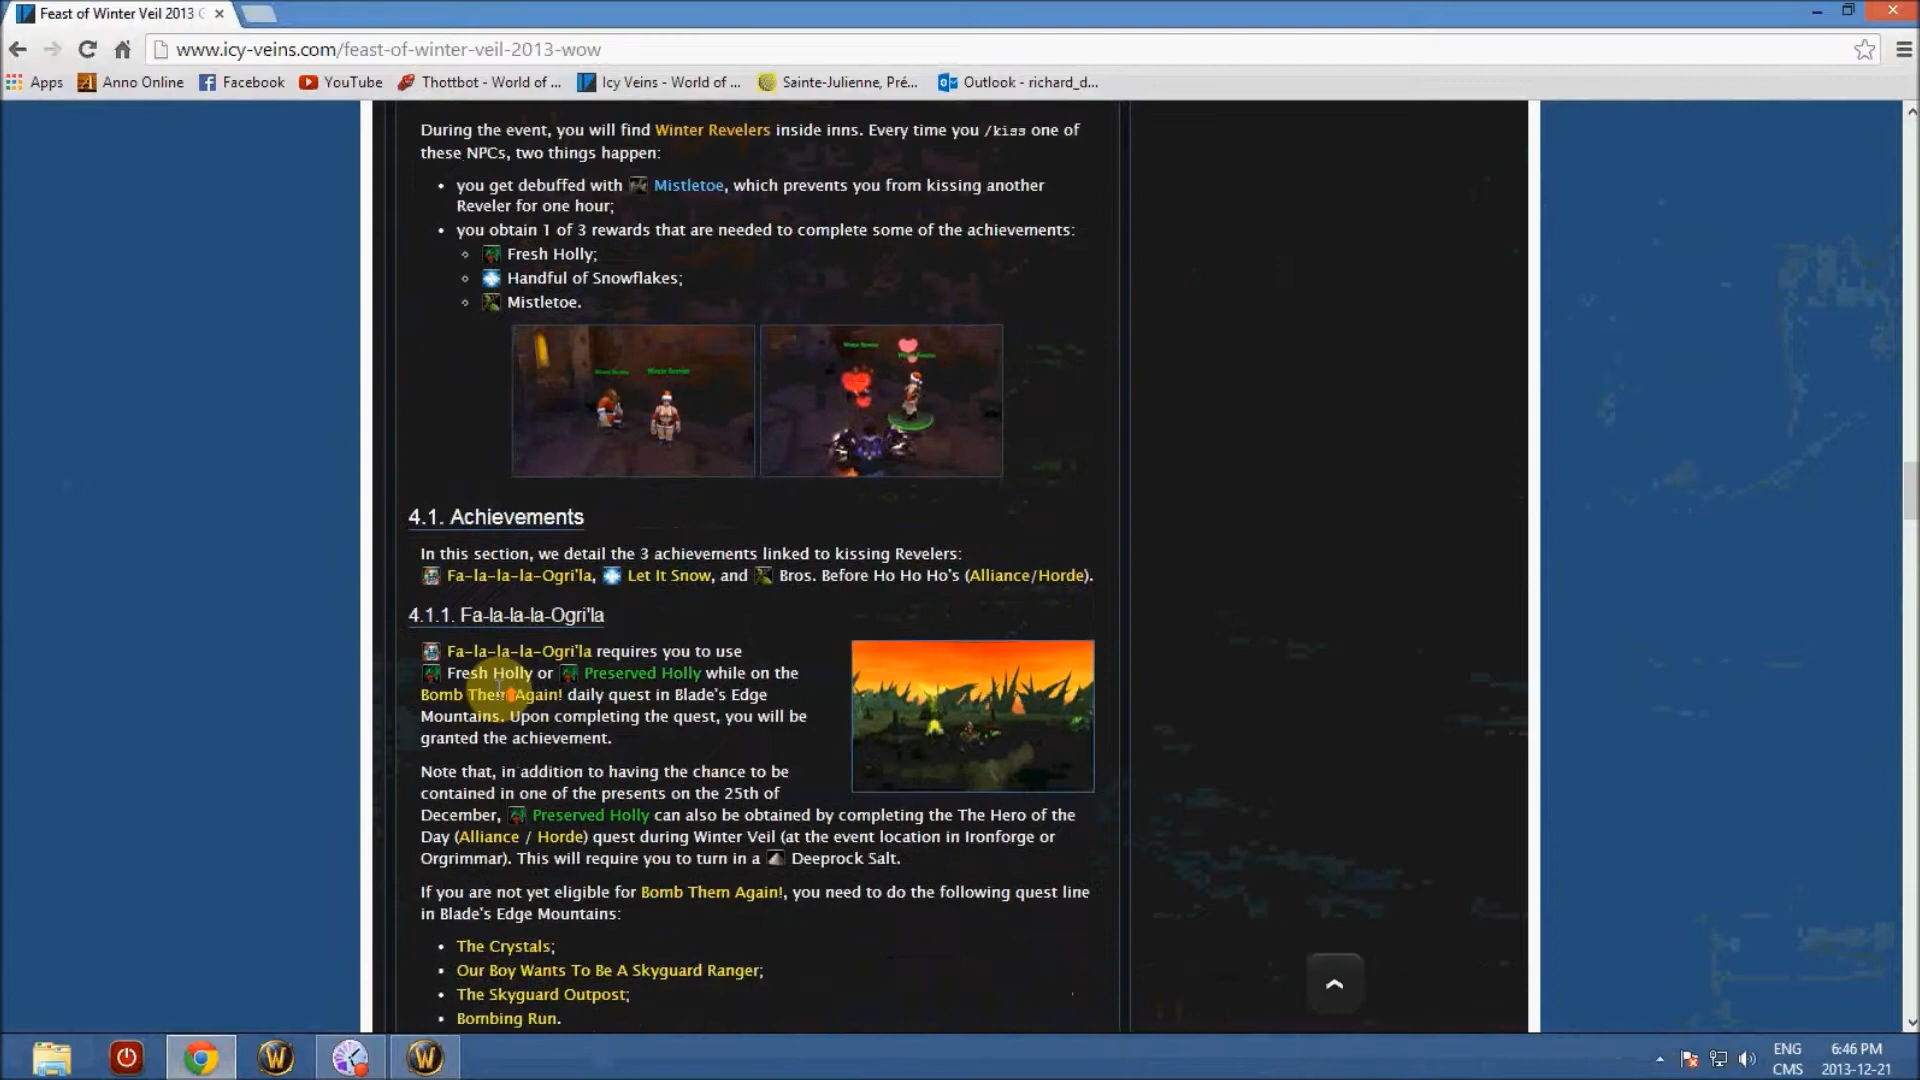 Feast of Winter Veil 2013
www.icy-veins.com/feast-of-winter-veil-2013-wow
Apps
Anno Online
Facebook
YouTube
Thottbot - World of ...
Icy Veins - World of ...
Sainte-Julienne, Pré...
Outlook - richard_d...
During the event, you will find Winter Revelers inside inns. Every time you /kiss one of
these NPCs, two things happen:
• you get debuffed with Mistletoe, which prevents you from kissing another
Reveler for one hour;
• you obtain 1 of 3 rewards that are needed to complete some of the achievements:
Fresh Holly;
Handful of Snowflakes;
Mistletoe.
4.1. Achievements
In this section, we detail the 3 achievements linked to kissing Revelers:
Fa-la-la-la-Ogri'la, Let It Snow, and Bros. Before Ho Ho Ho's (Alliance/Horde).
4.1.1. Fa-la-la-la-Ogri'la
Fa-la-la-la-Ogri'la requires you to use
Fresh Holly or Preserved Holly while on the
Bomb Them Again! daily quest in Blade's Edge
Mountains. Upon completing the quest, you will be
granted the achievement.
Note that, in addition to having the chance to be
contained in one of the presents on the 25th of
December, Preserved Holly can also be obtained by completing the The Hero of the
Day (Alliance / Horde) quest during Winter Veil (at the event location in Ironforge or
Orgrimmar). This will require you to turn in a Deeprock Salt.
If you are not yet eligible for Bomb Them Again!, you need to do the following quest line
in Blade's Edge Mountains:
• The Crystals;
• Our Boy Wants To Be A Skyguard Ranger;
• The Skyguard Outpost;
• Bombing Run.
ENG
CMS
6:46 PM
2013-12-21